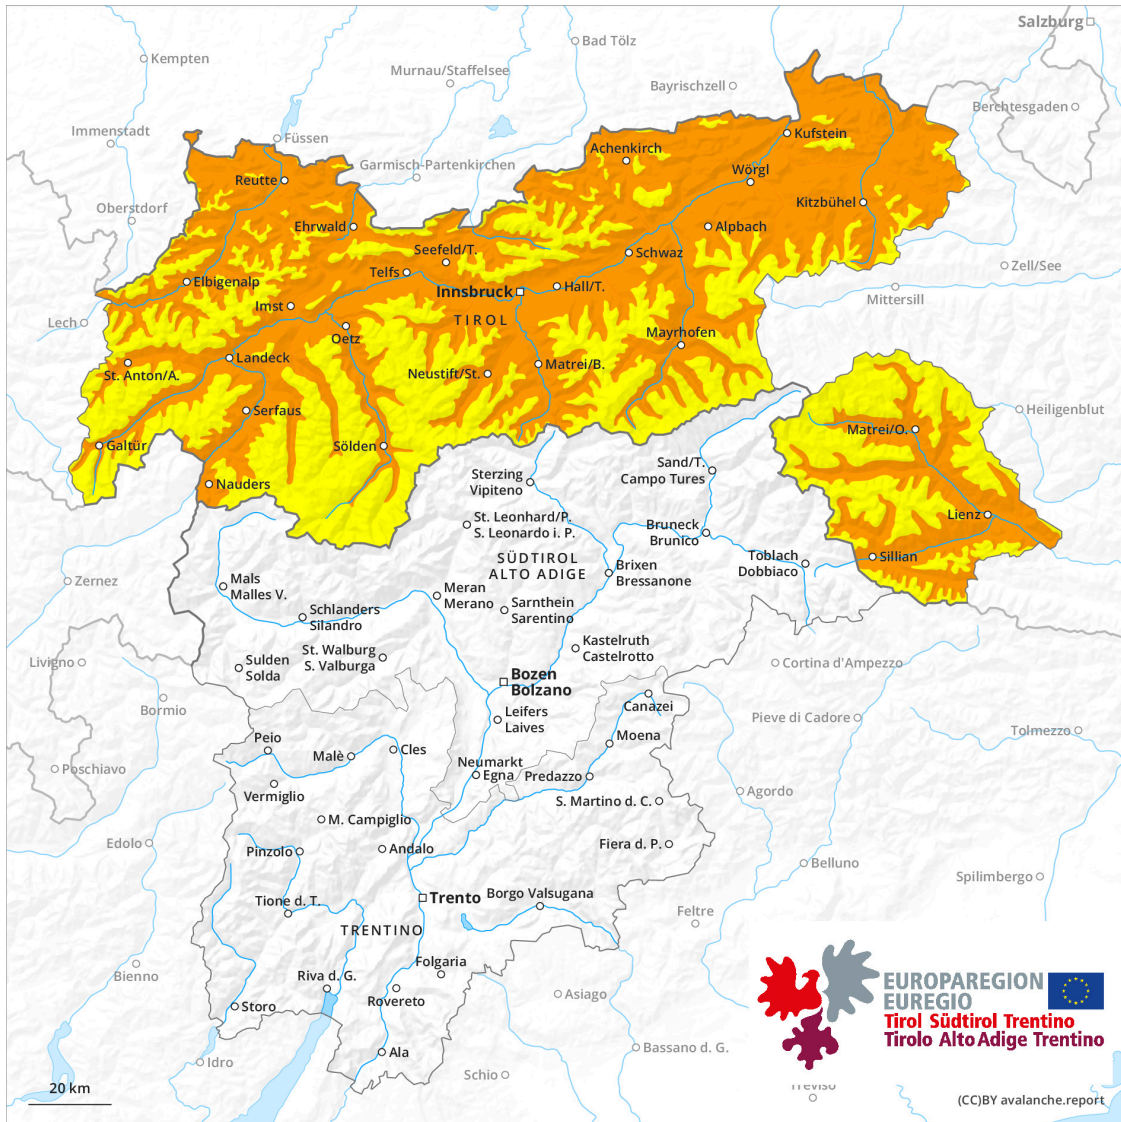 Salzburg
Bad Tölz
Kempten
Murnau/Staffelsee
Bayrischzell
Berchtesgaden
Immenstadt
Füssen
Kufstein
Achenkirch
Garmisch-Partenkirchen
Wörgl
Reutte
Oberstdorf
Kitzbühel
Ehrwald
Alpbach
Seefeld/T.
Schwaz
Telfs
Zell/See
Elbigenalp
Innsbruck
Hall/T.
Mittersill
Imst
Lech
TIROL
Oetz
Mayrhofen
Landeck
Matrei/B.
St. Anton/A.
Neustift/St.
Serfaus
Heiligenblut
Matrei/O.
Galtür
Sölden
Sand/T.
Campo Tures
Sterzing
Vipiteno
Nauders
Lienz
St. Leonhard/P.
S. Leonardo i. P.
Bruneck
Brunico
SÜDTIROL
ALTO ADIGE
Toblach
Dobbiaco
Sillian
Brixen
Bressanone
Zernez
Mals
Malles V.
Meran
Merano
Sarnthein
Sarentino
Schlanders
Silandro
Kastelruth
Castelrotto
St. Walburg
S. Valburga
Livigno
Sulden
Solda
Cortina d'Ampezzo
Bozen
Bolzano
Bormio
Canazei
Leifers
Laives
Pieve di Cadore
Tolmezzo
Peio
Moena
Malè
Cles
Neumarkt
Egna
Predazzo
Poschiavo
Vermiglio
Agordo
S. Martino d. C.
M. Campiglio
Edolo
Pinzolo
Andalo
Fiera d. P.
Belluno
Spilimbergo
Trento
Borgo Valsugana
Tione d. T.
Feltre
TRENTINO
Folgaria
Bienno
Riva d. G.
Rovereto
Asiago
Storo
EUROPAREGION
EUREGIO
Tirol Südtirol Trentino
Tirolo Alto Adige Trentino
Ala
Bassano d. G.
Idro
Schio
Treviso
20 km
(CC)BY avalanche.report